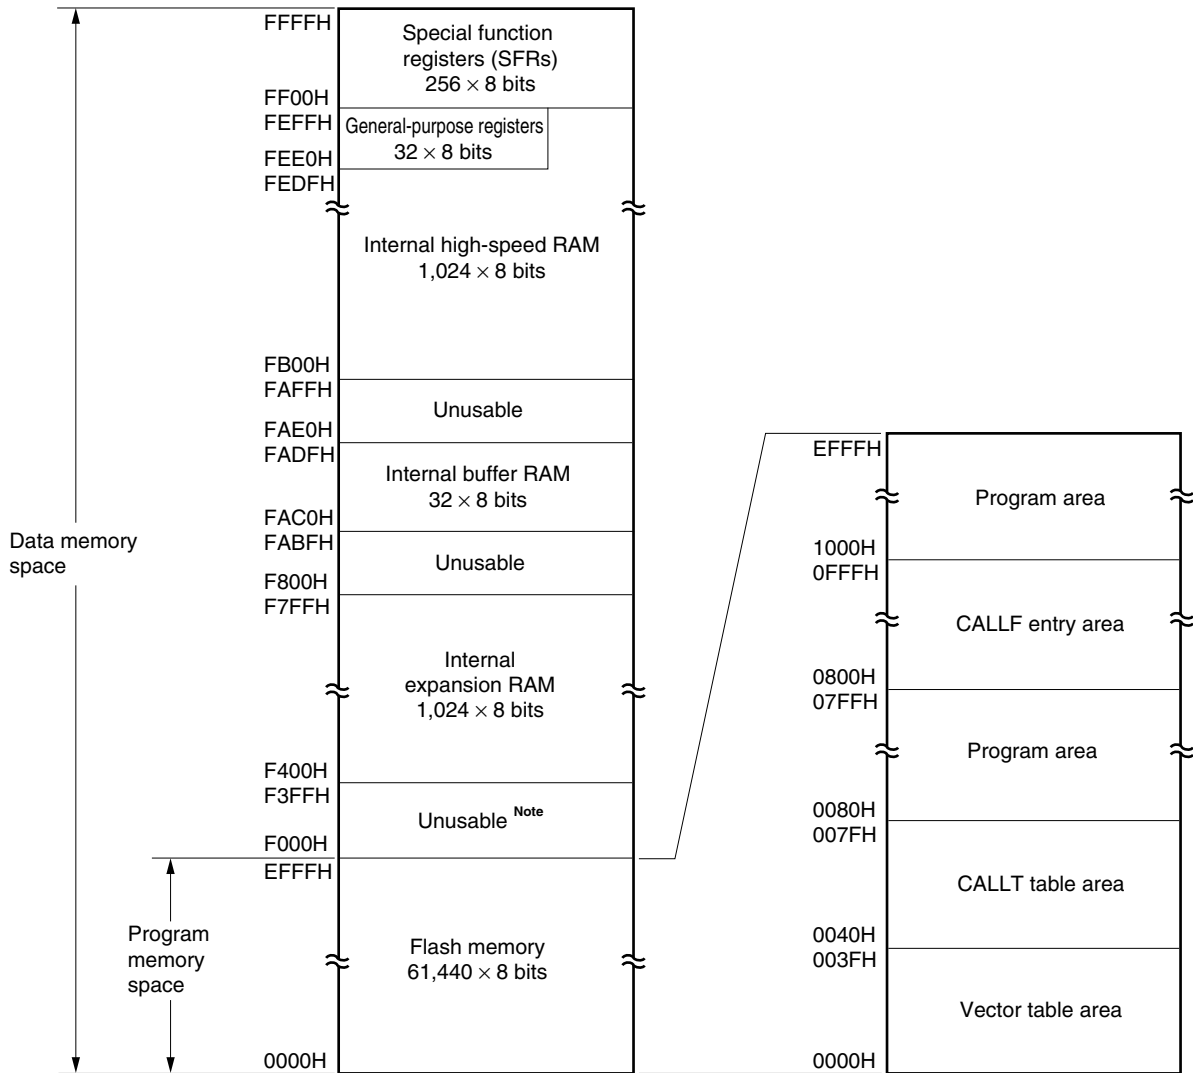 FFFFH
Special function
registers (SFRs)
256 × 8 bits
FF00H
FEFFH
General-purpose registers
32 × 8 bits
FEE0H
FEDFH
Internal high-speed RAM
1,024 × 8 bits
FB00H
FAFFH
Unusable
FAE0H
FADFH
Internal buffer RAM
32 × 8 bits
FAC0H
FABFH
Unusable
F800H
F7FFH
Internal
expansion RAM
1,024 × 8 bits
F400H
F3FFH
Unusable Note
F000H
EFFFH
Flash memory
61,440 × 8 bits
0000H
Data memory
space
Program
memory
space
EFFFH
Program area
1000H
0FFFH
CALLF entry area
0800H
07FFH
Program area
0080H
007FH
CALLT table area
0040H
003FH
Vector table area
0000H